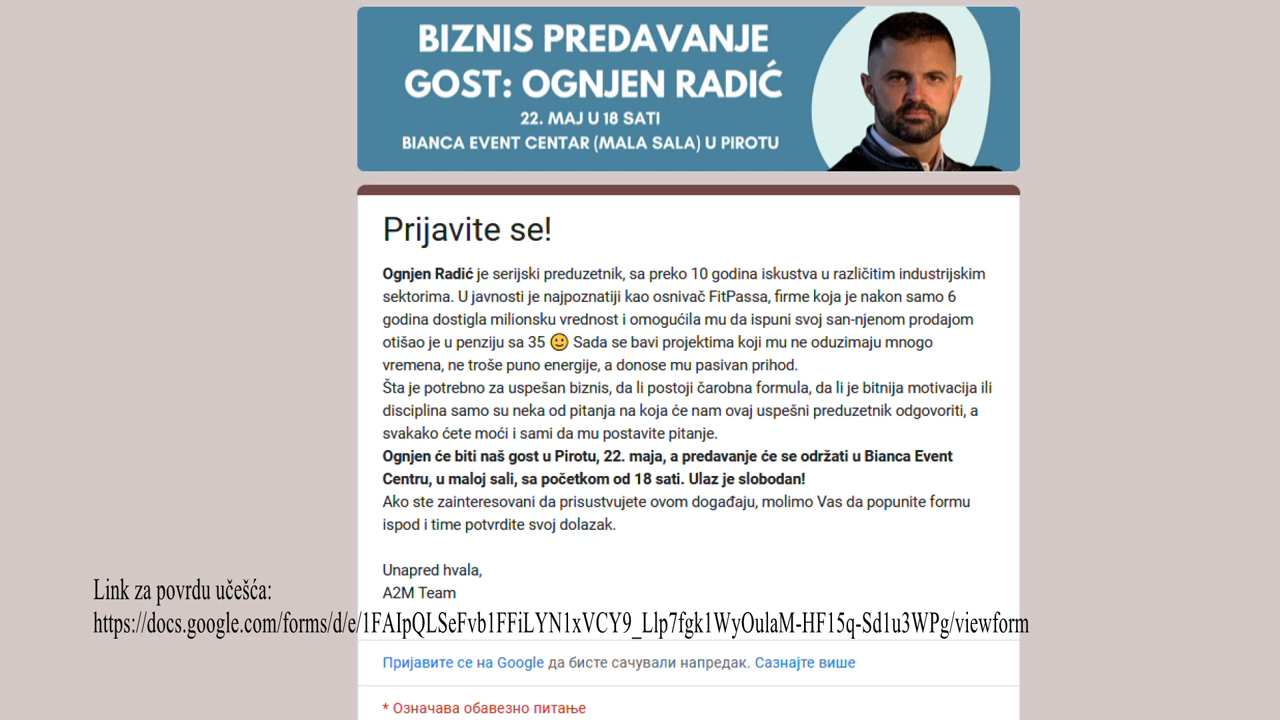 BIZNIS PREDAVANJE
GOST: OGNJEN RADIĆ
22. MAJ U 18 SATI
BIANCA EVENT CENTAR (MALA SALA) U PIROTU
Prijavite se!
Ognjen Radić je serijski preduzetnik, sa preko 10 godina iskustva u različitim industrijskim
sektorima. U javnosti je najpoznatiji kao osnivač FitPassa, firme koja je nakon samo 6
godina dostigla milionsku vrednost i omogućila mu da ispuni svoj san-njenom prodajom
otišao je u penziju sa 35 🙂 Sada se bavi projektima koji mu ne oduzimaju mnogo
vremena, ne troše puno energije, a donose mu pasivan prihod.
Šta je potrebno za uspešan biznis, da li postoji čarobna formula, da li je bitnija motivacija ili
disciplina samo su neka od pitanja na koja će nam ovaj uspešni preduzetnik odgovoriti, a
svakako ćete moći i sami da mu postavite pitanje.
Ognjen će biti naš gost u Pirotu, 22. maja, a predavanje će se održati u Bianca Event
Centru, u maloj sali, sa početkom od 18 sati. Ulaz je slobodan!
Ako ste zainteresovani da prisustvujete ovom događaju, molimo Vas da popunite formu
ispod i time potvrdite svoj dolazak.
Unapred hvala,
A2M Team
Link za povrdu učešća:
https://docs.google.com/forms/d/e/1FAIpQLSeFvb1FFiLYN1xVCY9_Llp7fgk1WyOulaM-HF15q-Sd1u3WPg/viewform
Пријавите се на Google да бисте сачували напредак. Сазнајте више
* Означава обавезно питање